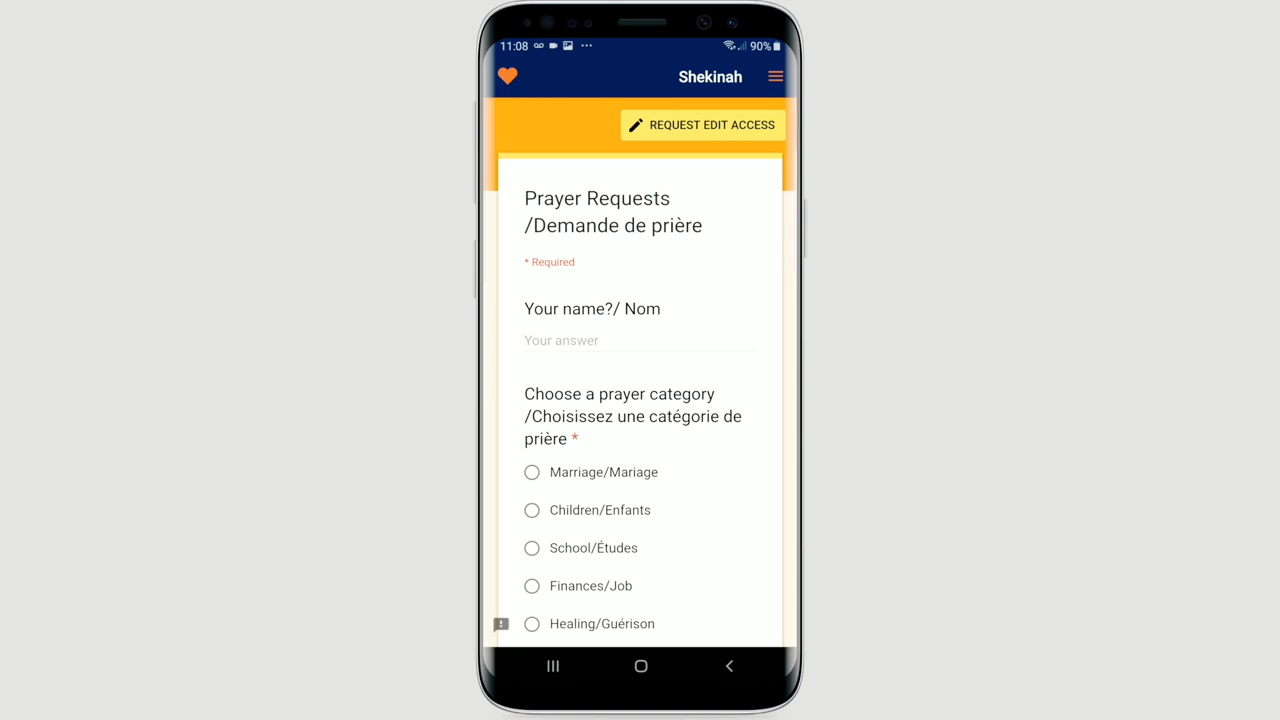 11:08
90%
Shekinah
REQUEST EDIT ACCESS
Prayer Requests
/Demande de prière
* Required
Your name?/ Nom
Your answer
Choose a prayer category
/Choisissez une catégorie de
prière *
Marriage/Mariage
Children/Enfants
School/Études
Finances/Job
Healing/Guérison